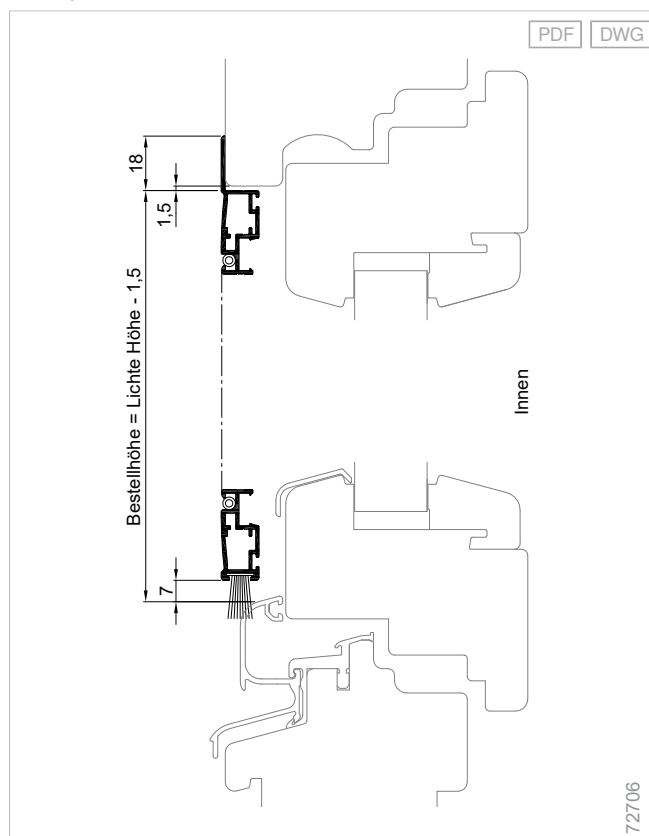 PDF DWG
18
1,5
Bestellhöhe = Lichte Höhe - 1,5
Innen
7
72706